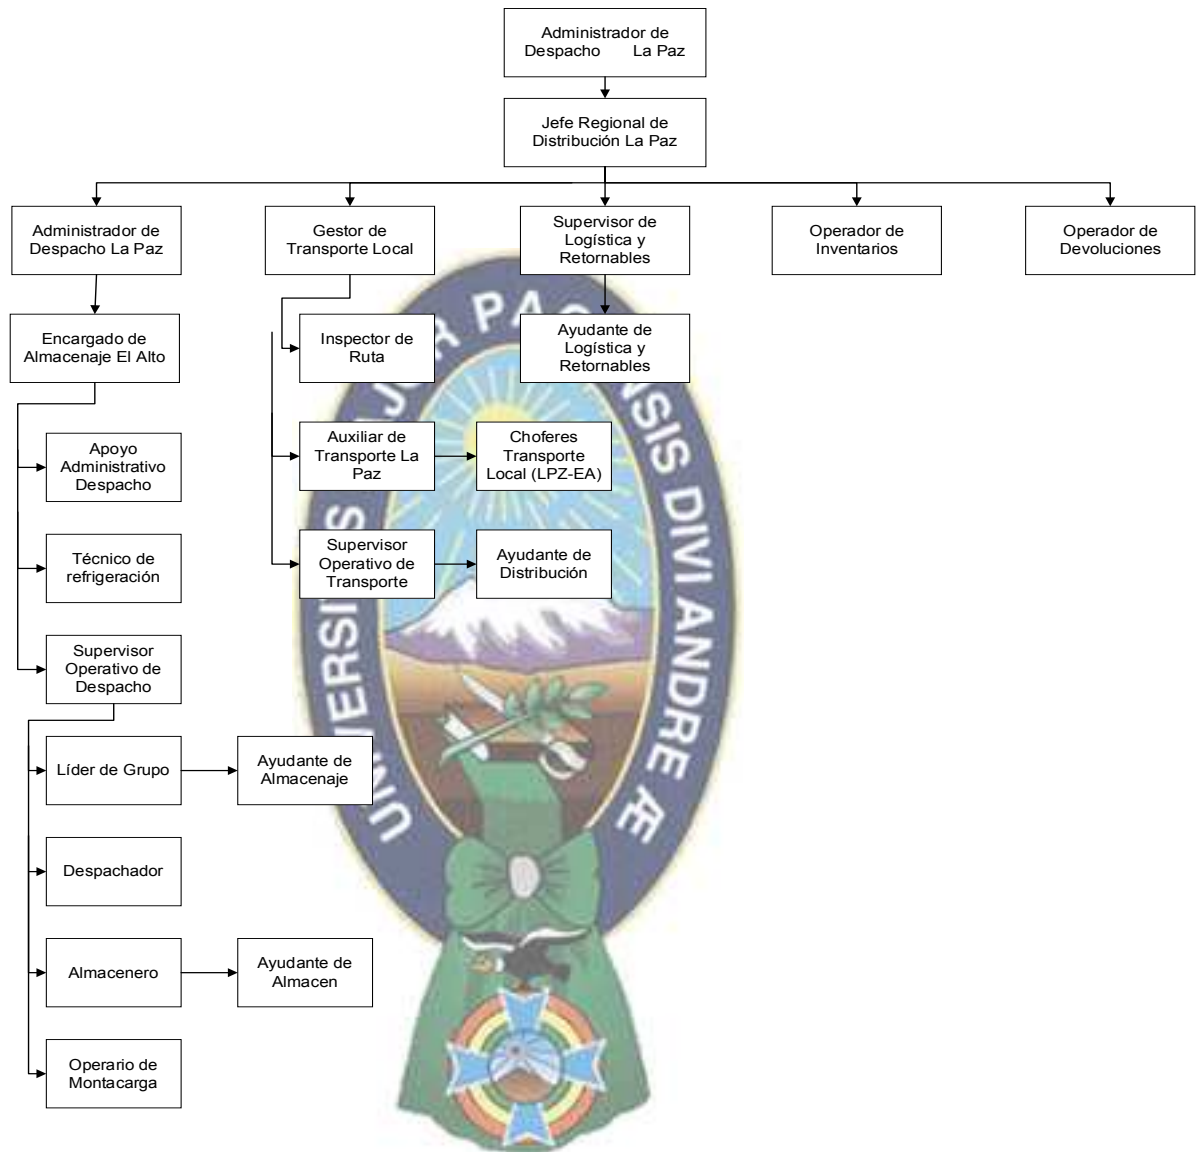 Administrador de
Despacho La Paz
Jefe Regional de
Distribución La Paz
Administrador de
Despacho La Paz
Gestor de
Transporte Local
Supervisor de
Logística y
Retornables
Operador de
Inventarios
Operador de
Devoluciones
Encargado de
Almacenaje El Alto
Inspector de
Ruta
Ayudante de
Logística y
Retornables
Apoyo
Administrativo
Despacho
Auxiliar de
Transporte La
Paz
Choferes
Transporte
Local (LPZ-EA)
Técnico de
refrigeración
Supervisor
Operativo de
Transporte
Ayudante de
Distribución
Supervisor
Operativo de
Despacho
Líder de Grupo
Ayudante de
Almacenaje
Despachador
Almacenero
Ayudante de
Almacen
Operario de
Montacarga
DIVI ANDRE Æ